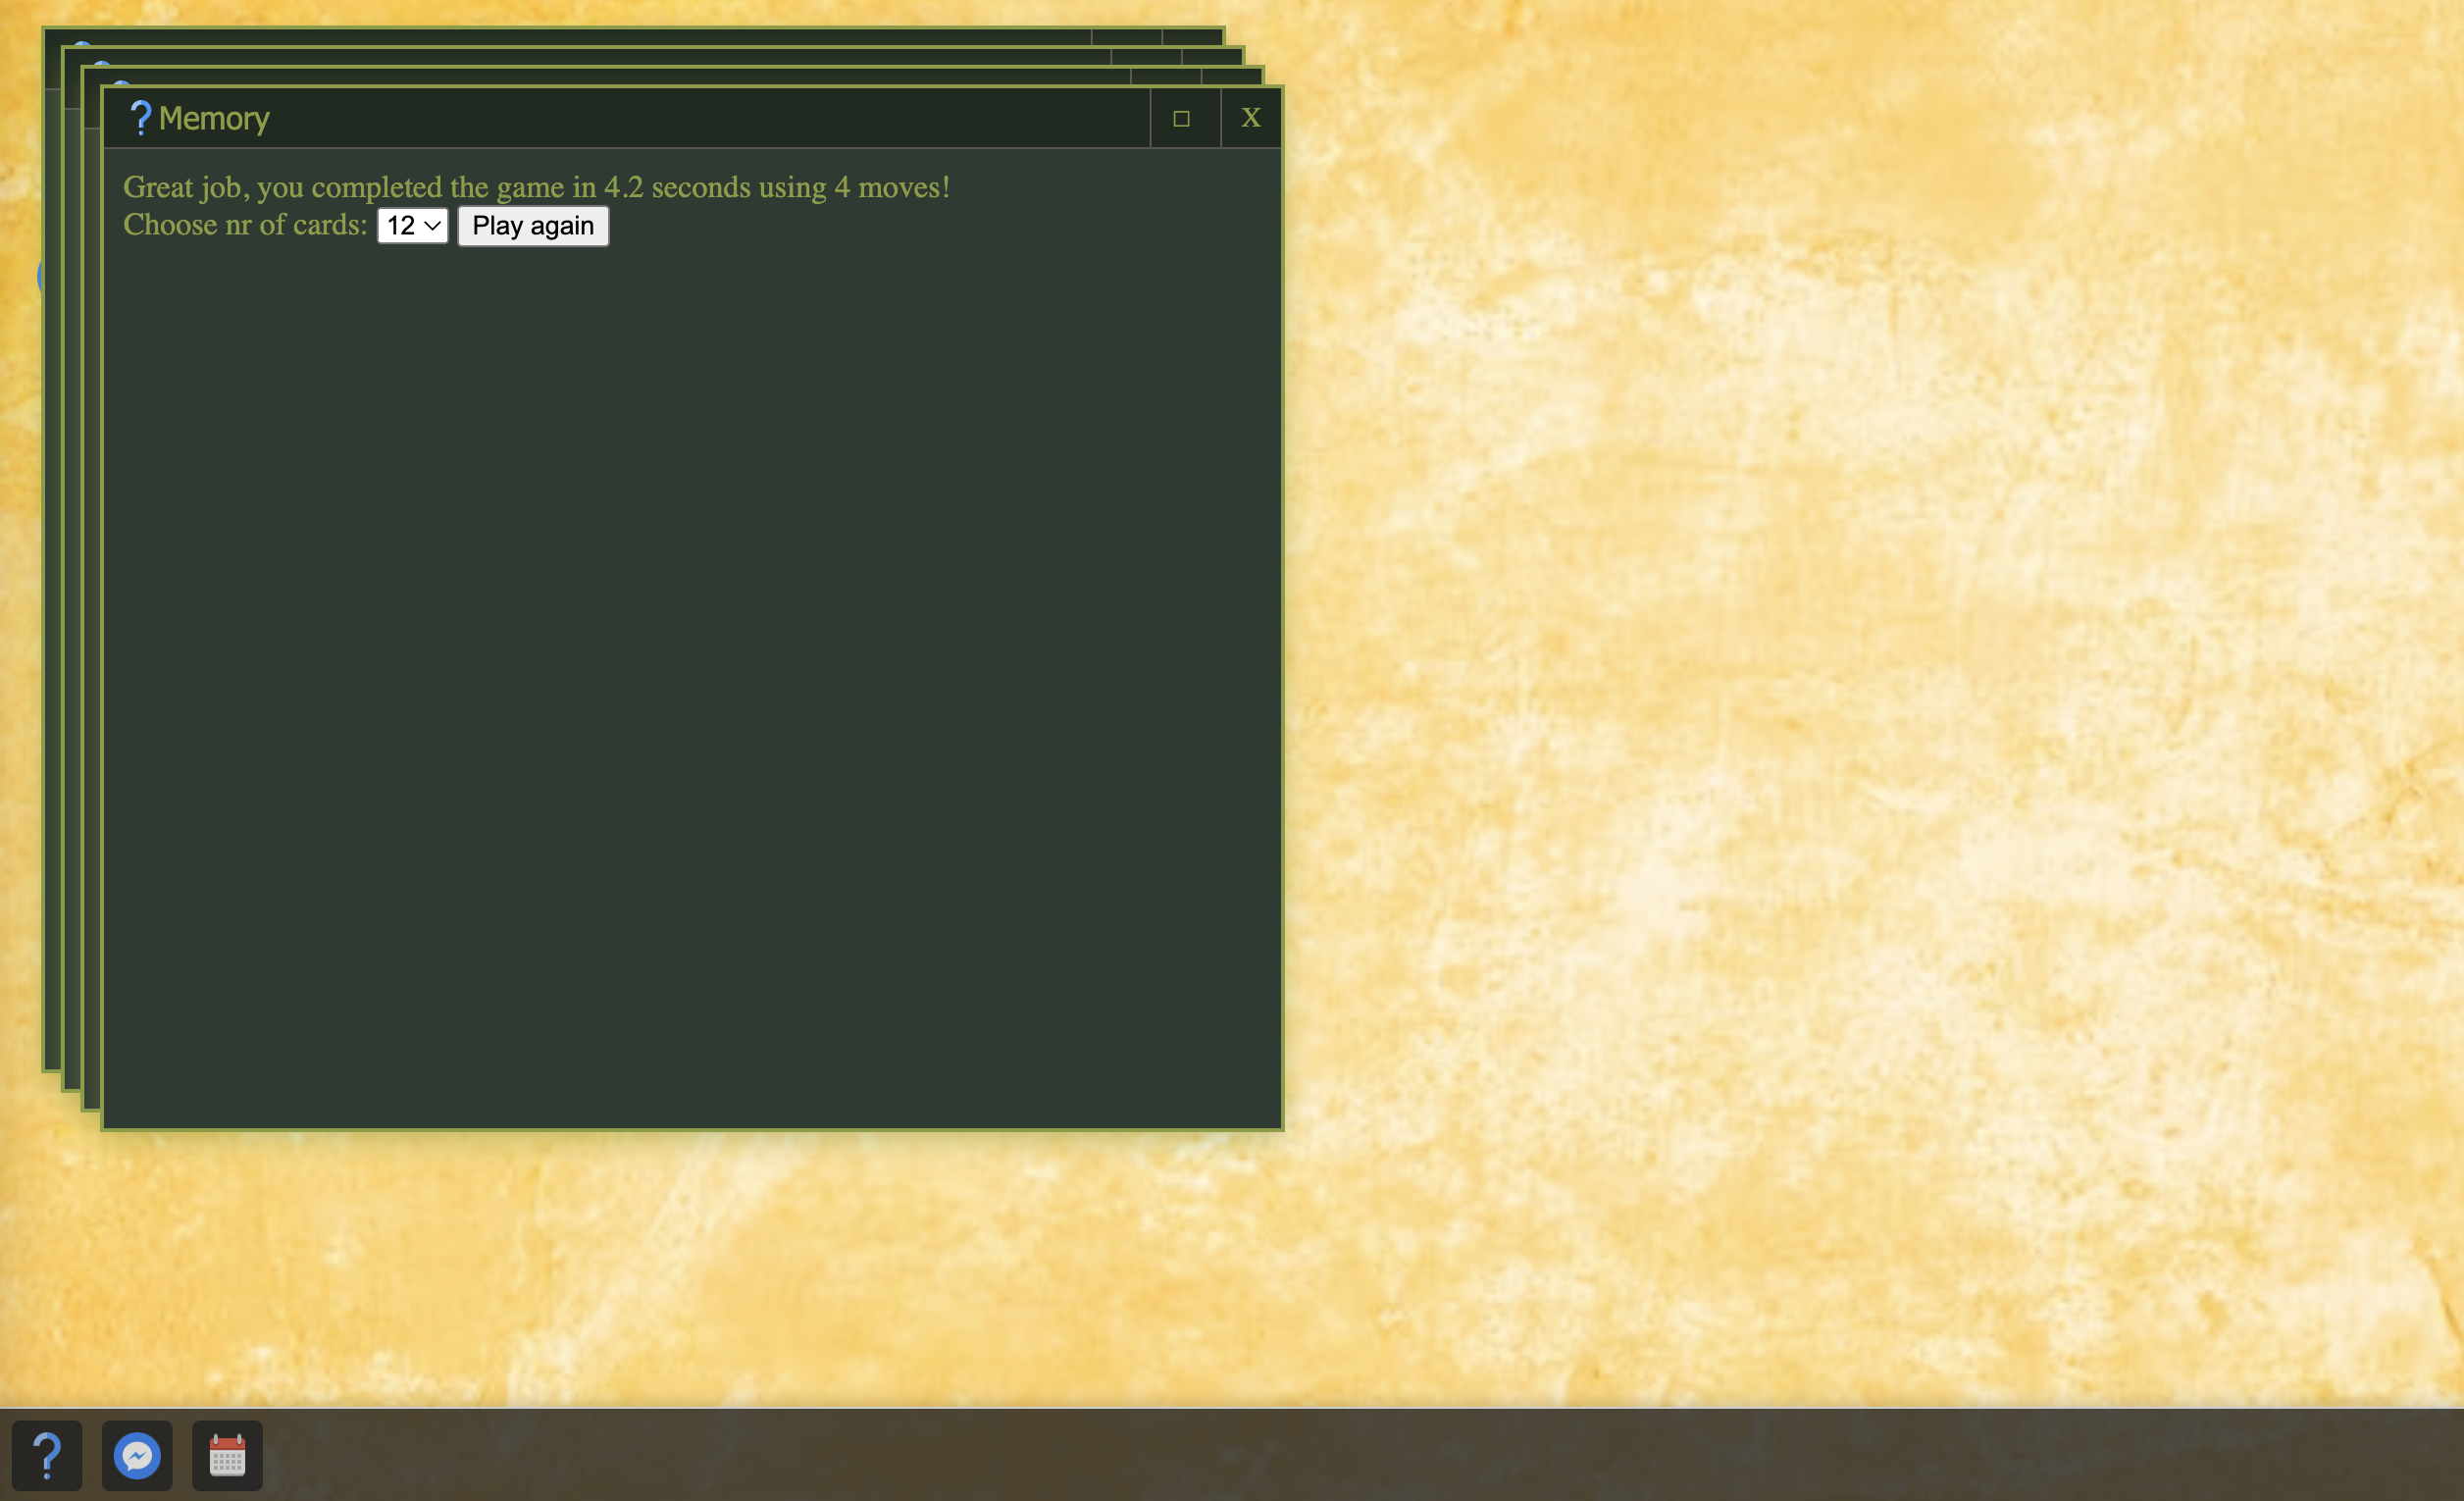 Memory
X
Great job, you completed the game in 4.2 seconds using 4 moves!
Choose nr of cards: 12 Play again